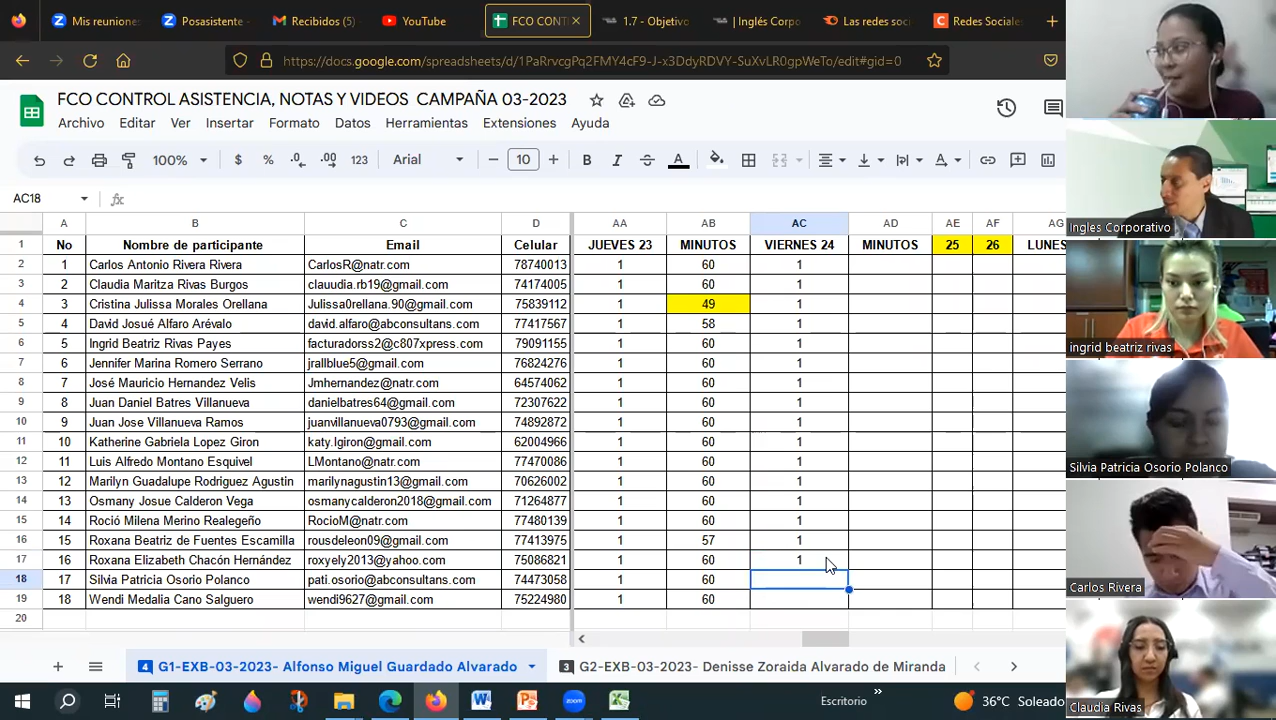 Mis reunione
Posasistente -
Recibidos (5)
YouTube
FCO CONT
1.7 - Objetivo
| Inglés Corpo
Las redes soci
Redes Sociale
https://docs.google.com/spreadsheets/d/1PaRrvcgPq2FMY4cF9-J-x3DdyRDVY-SuXvLR0gpWeTo/edit#gid=0
FCO CONTROL ASISTENCIA, NOTAS Y VIDEOS CAMPAÑA 03-2023
Archivo Editar Ver Insertar Formato Datos Herramientas Extensiones Ayuda
100% $ % .0 .00 123 Arial − 10 + B I A
AC18 fx
A B C D AA AB AC AD AE AF AG
1 No Nombre de participante Email Celular JUEVES 23 MINUTOS VIERNES 24 MINUTOS 25 26 LUNES
2 1 Carlos Antonio Rivera Rivera CarlosR@natr.com 78740013 1 60 1
3 2 Claudia Maritza Rivas Burgos clauudia.rb19@gmail.com 74174005 1 60 1
4 3 Cristina Julissa Morales Orellana Julissa0rellana.90@gmail.com 75839112 1 49 1
5 4 David Josué Alfaro Arévalo david.alfaro@abconsultans.com 77417567 1 58 1
6 5 Ingrid Beatriz Rivas Payes facturadorss2@c807xpress.com 79091155 1 60 1
7 6 Jennifer Marina Romero Serrano jrallblue5@gmail.com 76824276 1 60 1
8 7 José Mauricio Hernandez Velis Jmhernandez@natr.com 64574062 1 60 1
9 8 Juan Daniel Batres Villanueva danielbatres64@gmail.com 72307622 1 60 1
10 9 Juan Jose Villanueva Ramos juanvillanueva0793@gmail.com 74892872 1 60 1
11 10 Katherine Gabriela Lopez Giron katy.lgiron@gmail.com 62004966 1 60 1
12 11 Luis Alfredo Montano Esquivel LMontano@natr.com 77470086 1 60 1
13 12 Marilyn Guadalupe Rodriguez Agustin marilynagustin13@gmail.com 70626002 1 60 1
14 13 Osmany Josue Calderon Vega osmanycalderon2018@gmail.com 71264877 1 60 1
15 14 Roció Milena Merino Realegeño RocioM@natr.com 77480139 1 60 1
16 15 Roxana Beatriz de Fuentes Escamilla rousdeleon09@gmail.com 77413975 1 57 1
17 16 Roxana Elizabeth Chacón Hernández roxyely2013@yahoo.com 75086821 1 60 1
18 17 Silvia Patricia Osorio Polanco pati.osorio@abconsultans.com 74473058 1 60
19 18 Wendi Medalia Cano Salguero wendi9627@gmail.com 75224980 1 60
20
4 G1-EXB-03-2023- Alfonso Miguel Guardado Alvarado
3 G2-EXB-03-2023- Denisse Zoraida Alvarado de Miranda
Escritorio
36°C Soleado
Ingles Corporativo
ingrid beatriz rivas
Silvia Patricia Osorio Polanco
Carlos Rivera
Claudia Rivas